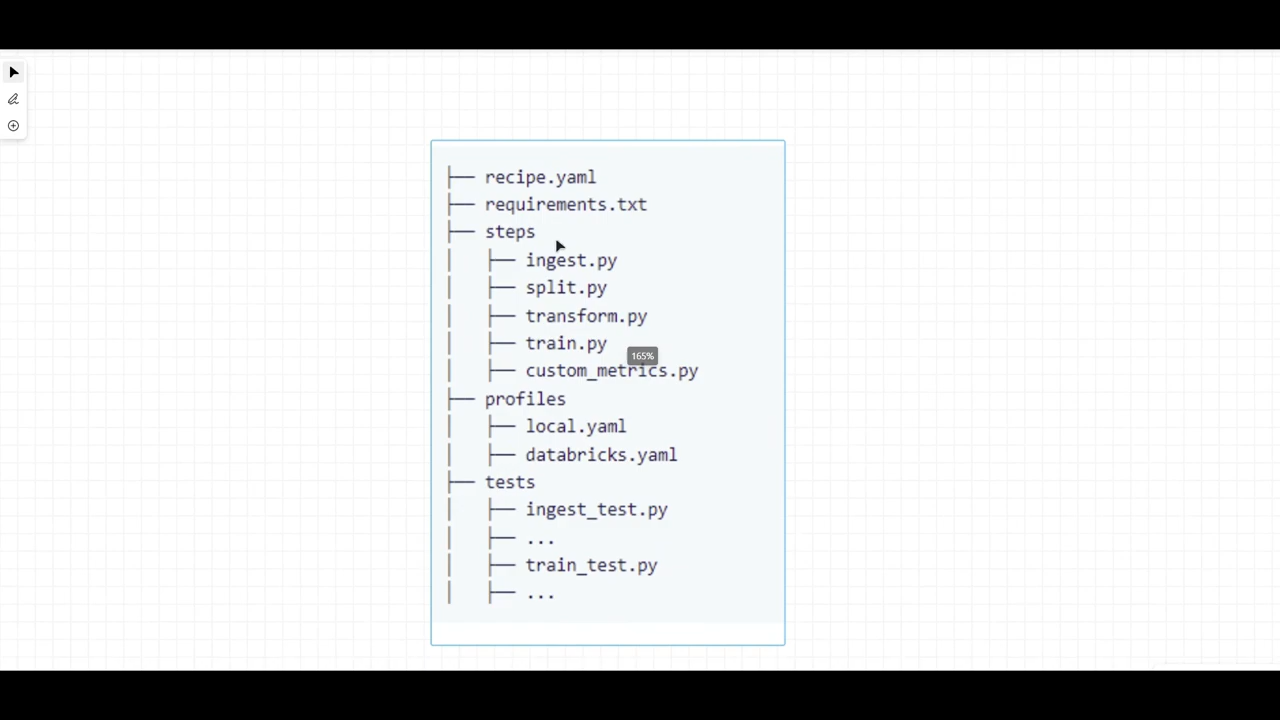 ├── recipe.yaml
├── requirements.txt
├── steps
│   ├── ingest.py
│   ├── split.py
│   ├── transform.py
│   ├── train.py
165%
│   ├── custom_metrics.py
├── profiles
│   ├── local.yaml
│   ├── databricks.yaml
├── tests
│   ├── ingest_test.py
│   ├── ...
│   ├── train_test.py
│   ├── ...